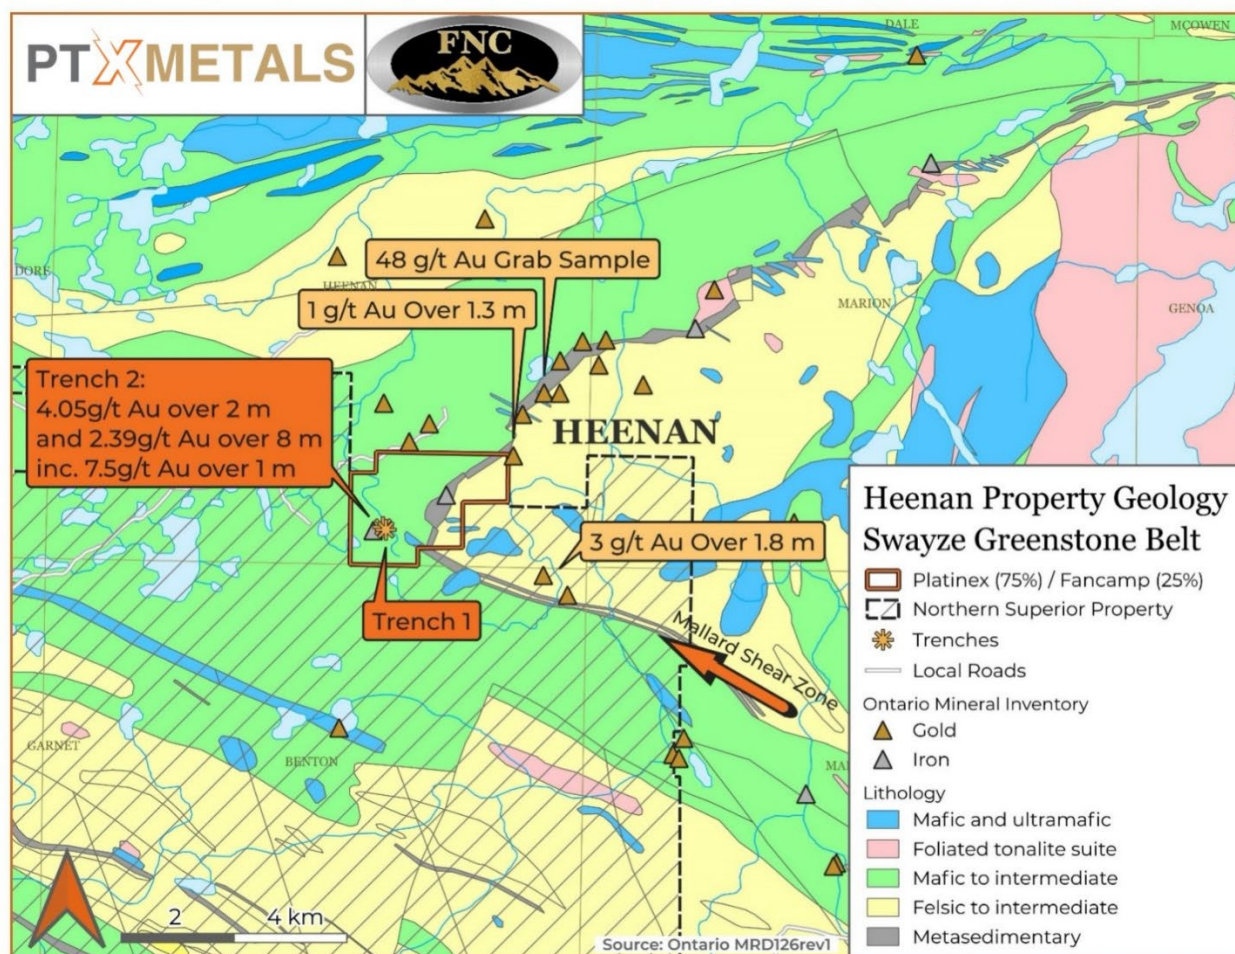 PTXMETALS
FNC
DALE
MCOWEN
48 g/t Au Grab Sample
DORE
HEENAN
1 g/t Au Over 1.3 m
MARION
GENOA
Trench 2:
4.05g/t Au over 2 m
and 2.39g/t Au over 8 m
inc. 7.5g/t Au over 1 m
HEENAN
3 g/t Au Over 1.8 m
Trench 1
Mallard Shear Zone
GARNET
BENTON
MA
2
4 km
Source: Ontario MRD126rev1
Heenan Property Geology
Swayze Greenstone Belt
Platinex (75%) / Fancamp (25%)
Northern Superior Property
Trenches
Local Roads
Ontario Mineral Inventory
Gold
Iron
Lithology
Mafic and ultramafic
Foliated tonalite suite
Mafic to intermediate
Felsic to intermediate
Metasedimentary